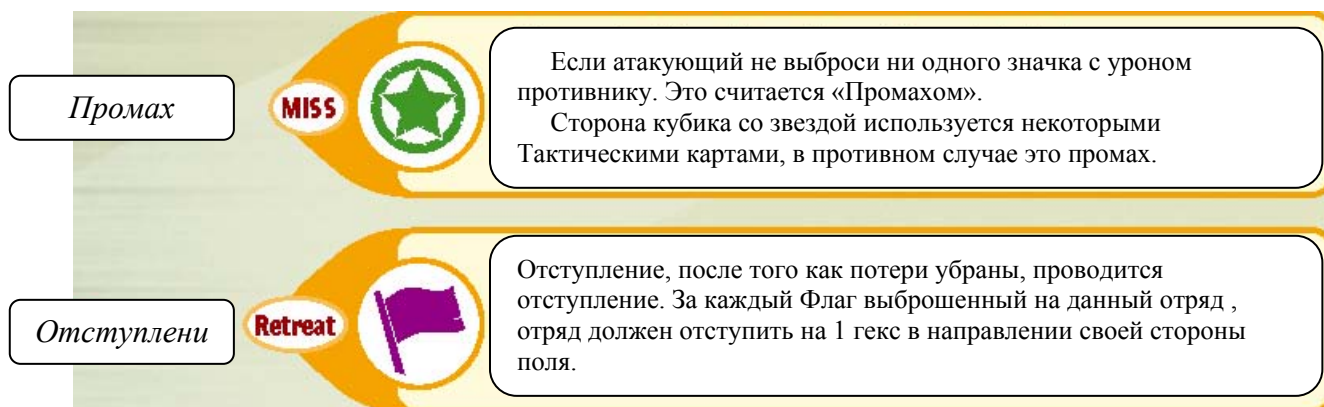 Промах
MISS
Если атакующий не выброси ни одного значка с уроном
противнику. Это считается «Промахом».
Сторона кубика со звездой используется некоторыми
Тактическими картами, в противном случае это промах.
Отступлени
Retreat
Отступление, после того как потери убраны, проводится
отступление. За каждый Флаг выброшенный на данный отряд ,
отряд должен отступить на 1 гекс в направлении своей стороны
поля.